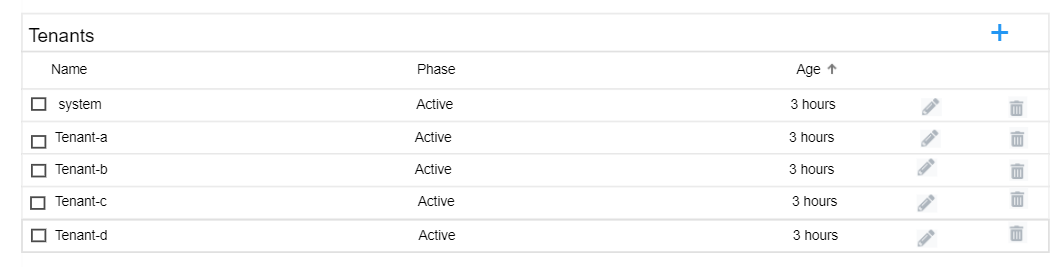 Tenants +
Name Phase Age ↑
system Active 3 hours
Tenant-a Active 3 hours
Tenant-b Active 3 hours
Tenant-c Active 3 hours
Tenant-d Active 3 hours